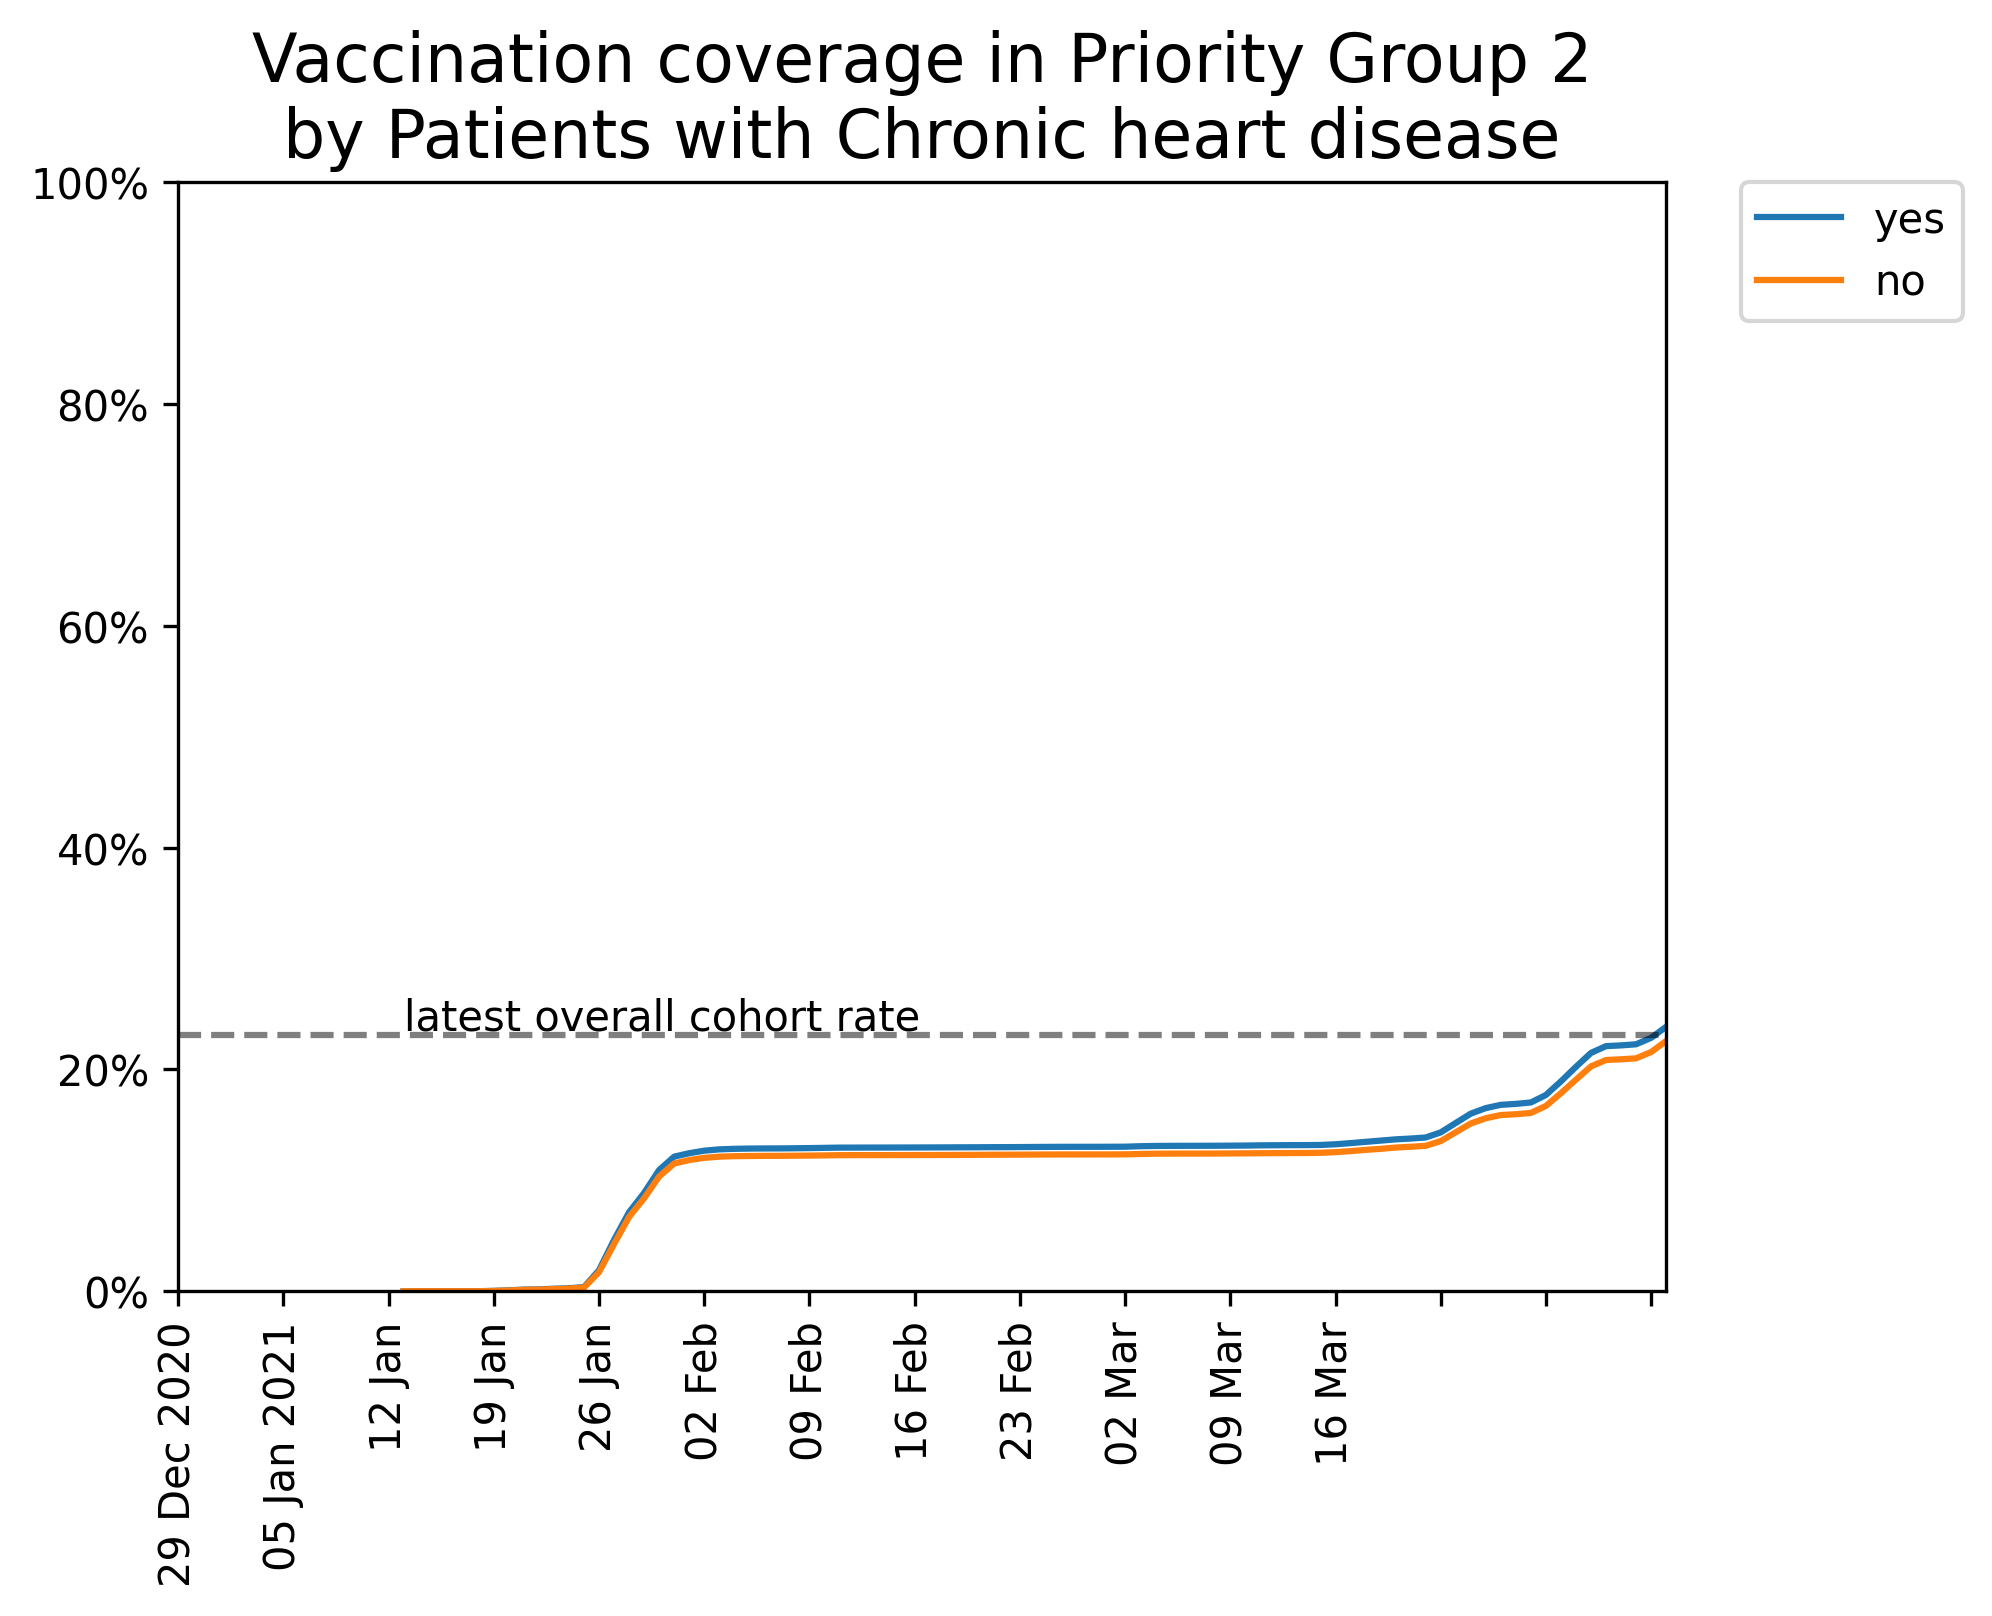 Vaccination coverage in Priority Group 2
by Patients with Chronic heart disease
100%
80%
60%
40%
20%
0%
latest overall cohort rate
yes
no
29 Dec 2020
05 Jan 2021
12 Jan
19 Jan
26 Jan
02 Feb
09 Feb
16 Feb
23 Feb
02 Mar
09 Mar
16 Mar